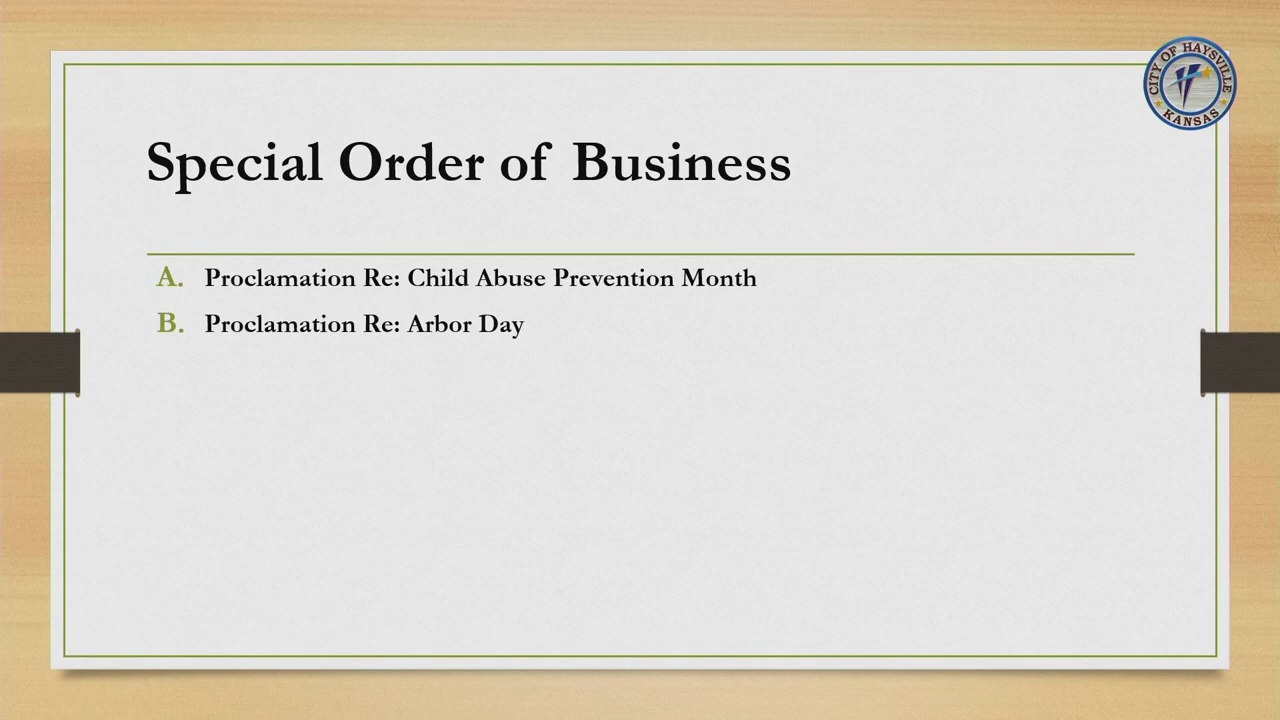 CITY OF HAYSVILLE
KANSAS
Special Order of Business
A. Proclamation Re: Child Abuse Prevention Month
B. Proclamation Re: Arbor Day